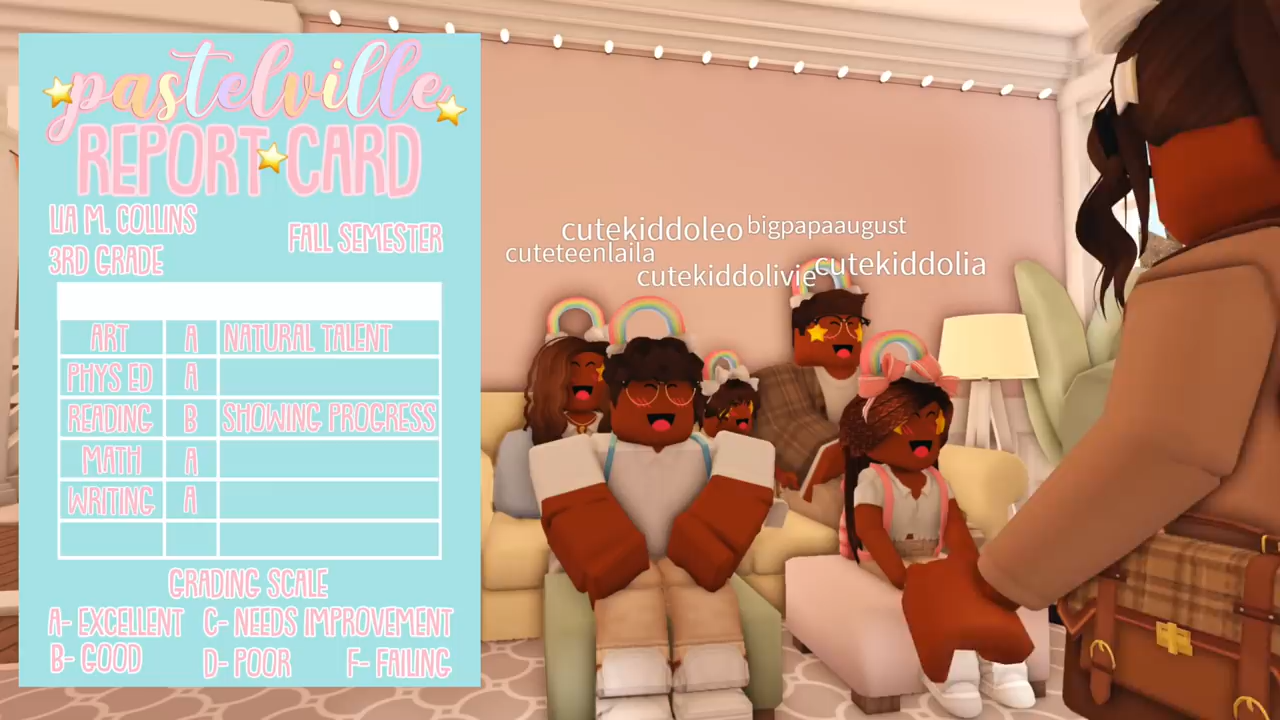 pastelville
REPORT CARD
LIA M. COLLINS
3RD GRADE
FALL SEMESTER
ART A NATURAL TALENT
PHYS ED A
READING B SHOWING PROGRESS
MATH A
WRITING A
GRADING SCALE
A- EXCELLENT C- NEEDS IMPROVEMENT
B- GOOD D- POOR F- FAILING
cutekiddoleo bigpapaaugust
cuteteenlaila
cutekiddolivie cutekiddolia